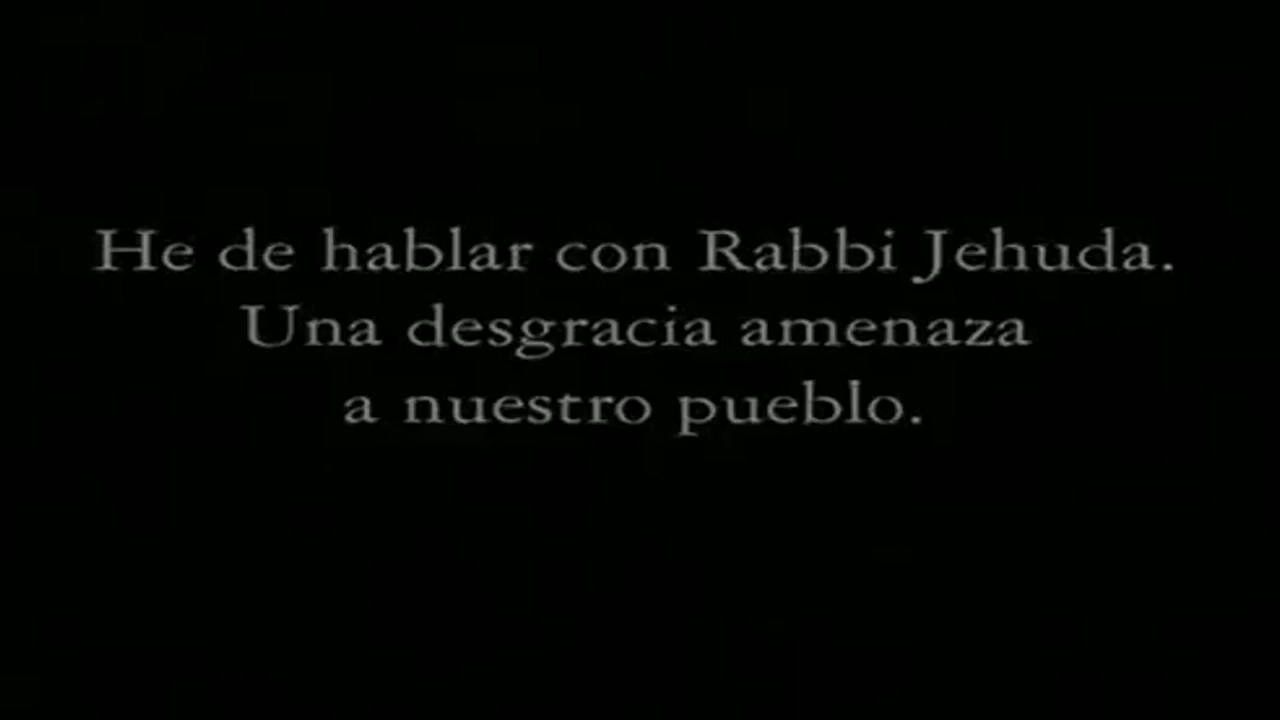 He de hablar con Rabbi Jehuda.
Una desgracia amenaza
a nuestro pueblo.